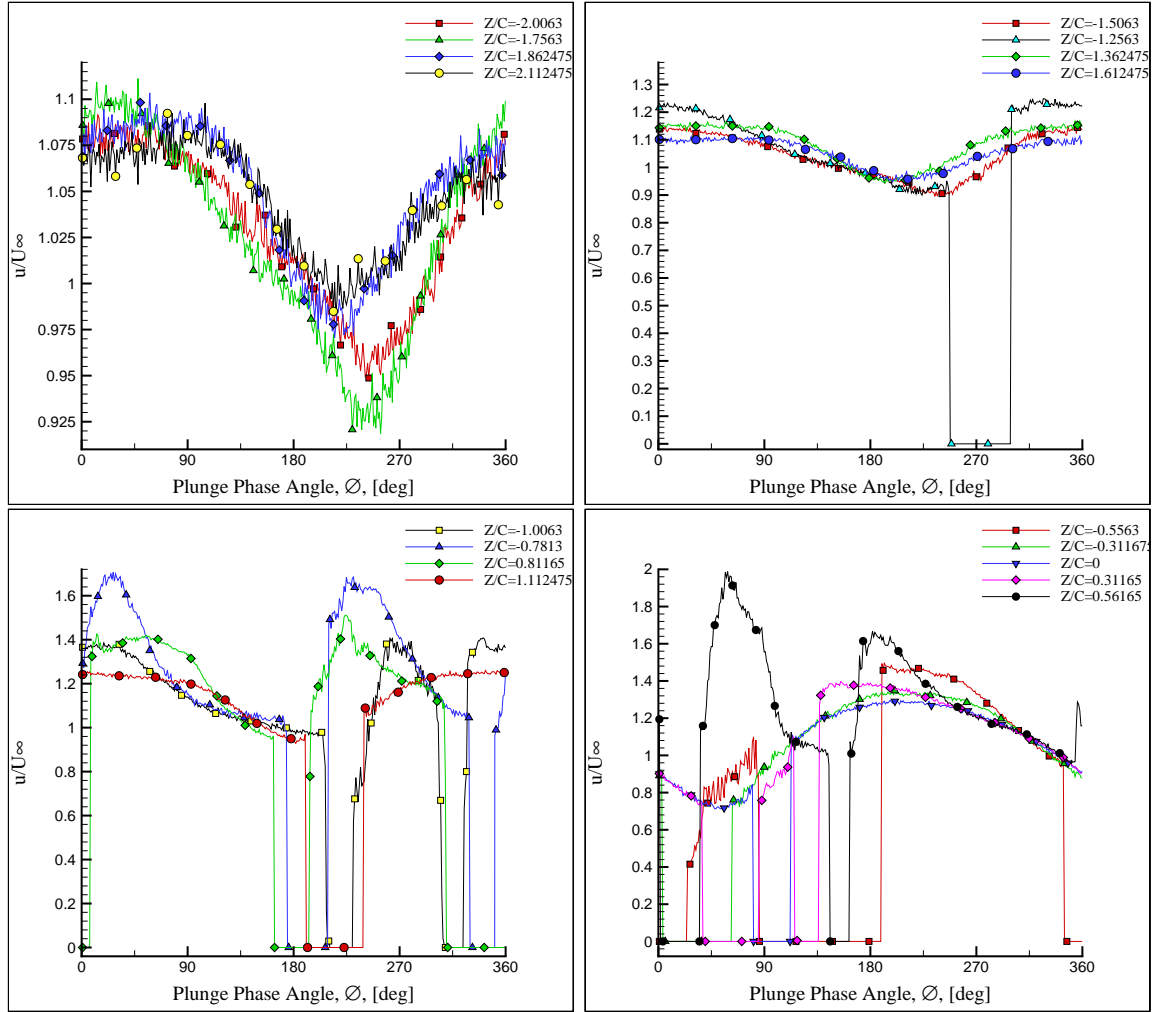 Z/C=-2.0063
Z/C=-1.7563
Z/C=1.862475
Z/C=2.112475
1.1
1.075
1.05
1.025
1
0.975
0.95
0.925
u/U∞
0 90 180 270 360
Plunge Phase Angle, ∅, [deg]
Z/C=-1.5063
Z/C=-1.2563
Z/C=1.362475
Z/C=1.612475
1.3
1.2
1.1
1
0.9
0.8
0.7
0.6
0.5
0.4
0.3
0.2
0.1
0
u/U∞
0 90 180 270 360
Plunge Phase Angle, ∅, [deg]
Z/C=-1.0063
Z/C=-0.7813
Z/C=0.81165
Z/C=1.112475
1.6
1.4
1.2
1
0.8
0.6
0.4
0.2
0
u/U∞
0 90 180 270 360
Plunge Phase Angle, ∅, [deg]
Z/C=-0.5563
Z/C=-0.311675
Z/C=0
Z/C=0.31165
Z/C=0.56165
2
1.8
1.6
1.4
1.2
1
0.8
0.6
0.4
0.2
0
u/U∞
0 90 180 270 360
Plunge Phase Angle, ∅, [deg]